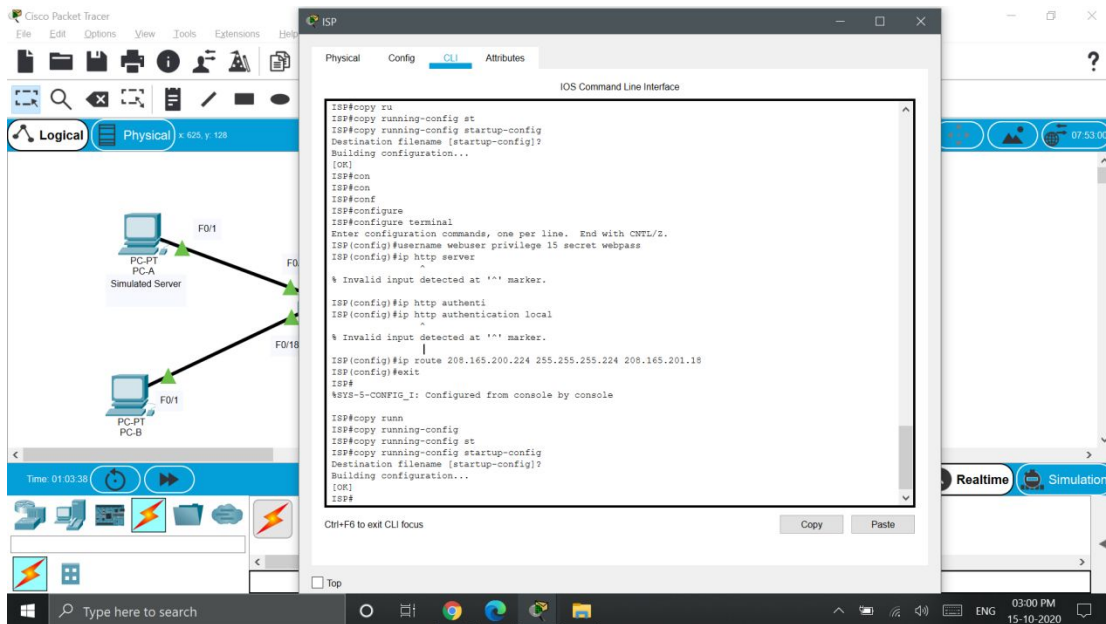 Cisco Packet Tracer
File Edit Options View Tools Extensions Help
Logical
Physical x: 625, y: 128
07:53:00
F0/1
PC-PT
PC-A
Simulated Server
F0/18
F0/1
PC-PT
PC-B
Time: 01:03:38
Realtime
Simulation
ISP
Physical Config CLI Attributes
IOS Command Line Interface
ISP#copy ru
ISP#copy running-config st
ISP#copy running-config startup-config
Destination filename [startup-config]?
Building configuration...
[OK]
ISP#con
ISP#con
ISP#conf
ISP#configure
ISP#configure terminal
Enter configuration commands, one per line. End with CNTL/Z.
ISP(config)#username webuser privilege 15 secret webpass
ISP(config)#ip http server
^
% Invalid input detected at '^' marker.
ISP(config)#ip http authenti
ISP(config)#ip http authentication local
^
% Invalid input detected at '^' marker.
ISP(config)#ip route 208.165.200.224 255.255.255.224 208.165.201.18
ISP(config)#exit
ISP#
%SYS-5-CONFIG_I: Configured from console by console
ISP#copy runn
ISP#copy running-config
ISP#copy running-config st
ISP#copy running-config startup-config
Destination filename [startup-config]?
Building configuration...
[OK]
ISP#
Ctrl+F6 to exit CLI focus
Copy Paste
Top
Type here to search
ENG
03:00 PM
15-10-2020